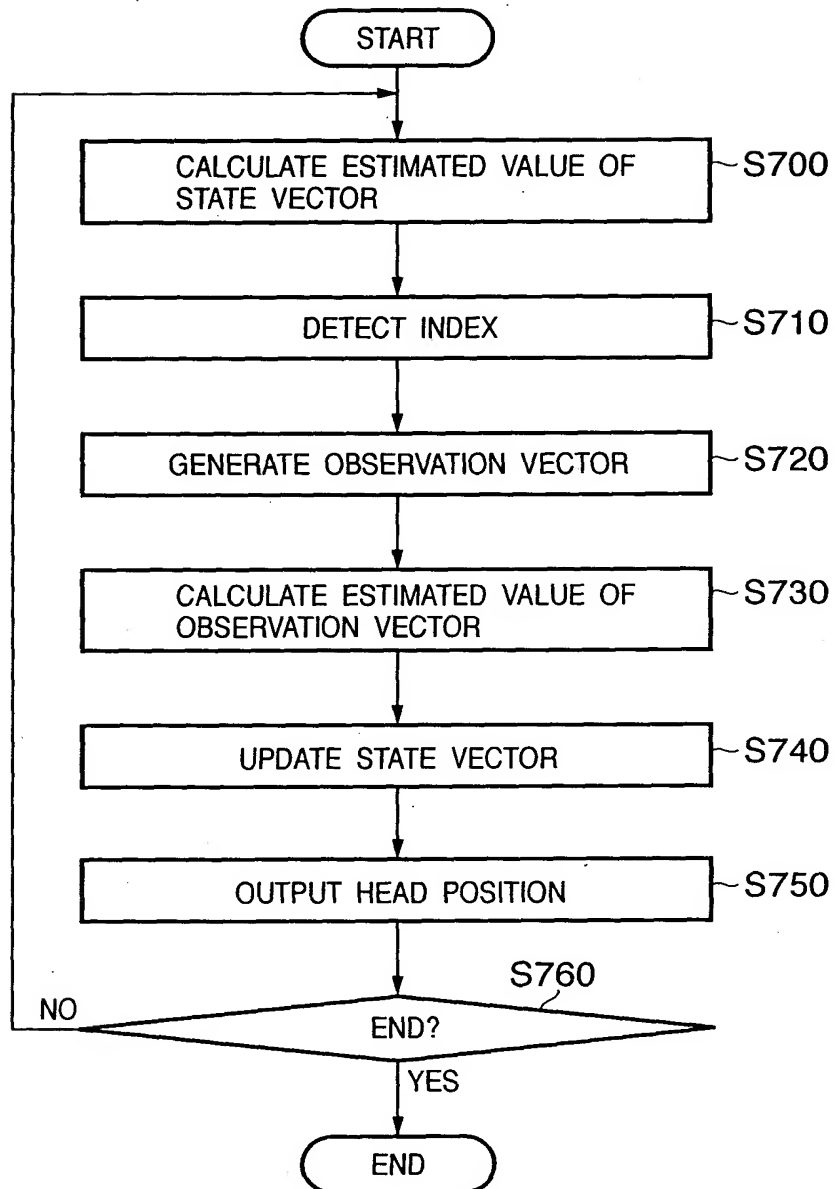 START
CALCULATE ESTIMATED VALUE OF
STATE VECTOR
S700
DETECT INDEX
S710
GENERATE OBSERVATION VECTOR
S720
CALCULATE ESTIMATED VALUE OF
OBSERVATION VECTOR
S730
UPDATE STATE VECTOR
S740
OUTPUT HEAD POSITION
S750
S760
NO
END?
YES
END